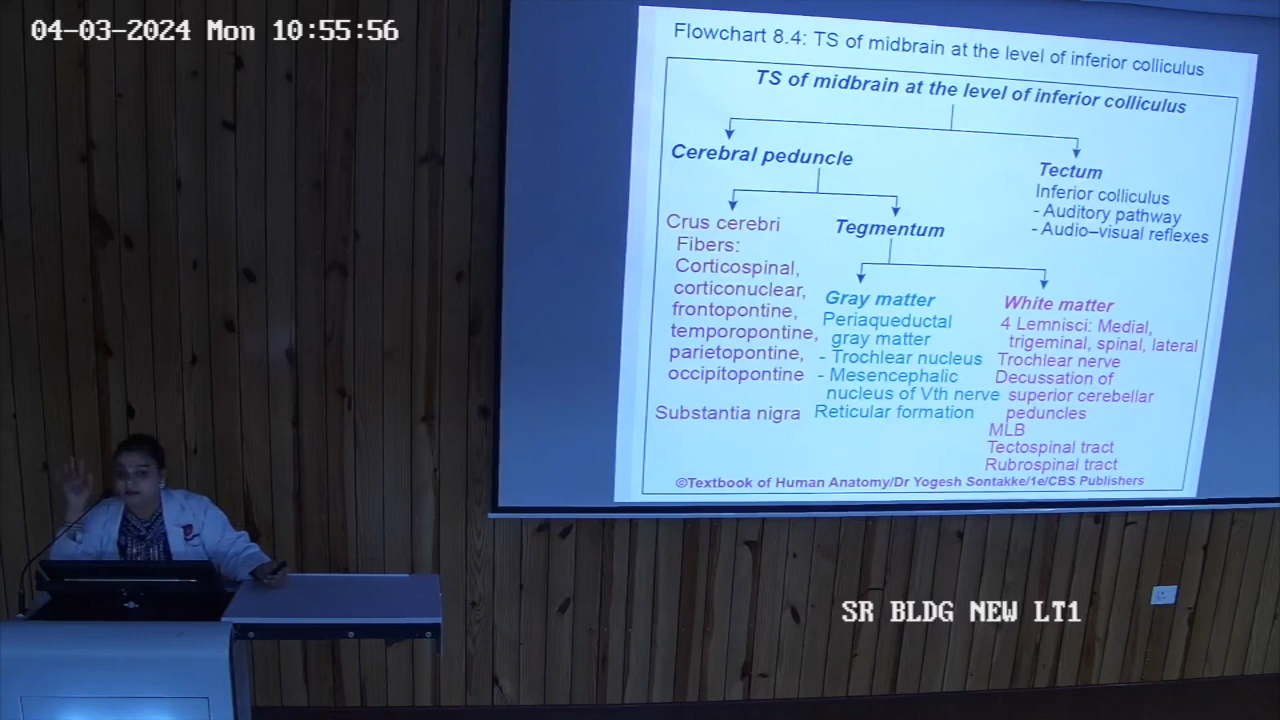 04-03-2024 Mon 10:55:56
Flowchart 8.4: TS of midbrain at the level of inferior colliculus
TS of midbrain at the level of inferior colliculus
Cerebral peduncle
Tectum
Inferior colliculus
- Auditory pathway
- Audio–visual reflexes
Crus cerebri
Fibers:
Corticospinal,
corticonuclear,
frontopontine,
temporopontine,
parietopontine,
occipitopontine
Substantia nigra
Tegmentum
Gray matter
Periaqueductal
gray matter
- Trochlear nucleus
- Mesencephalic
nucleus of Vth nerve
Reticular formation
White matter
4 Lemnisci: Medial,
trigeminal, spinal, lateral
Trochlear nerve
Decussation of
superior cerebellar
peduncles
MLB
Tectospinal tract
Rubrospinal tract
©Textbook of Human Anatomy/Dr Yogesh Sontakke/1e/CBS Publishers
SR BLDG NEW LT1